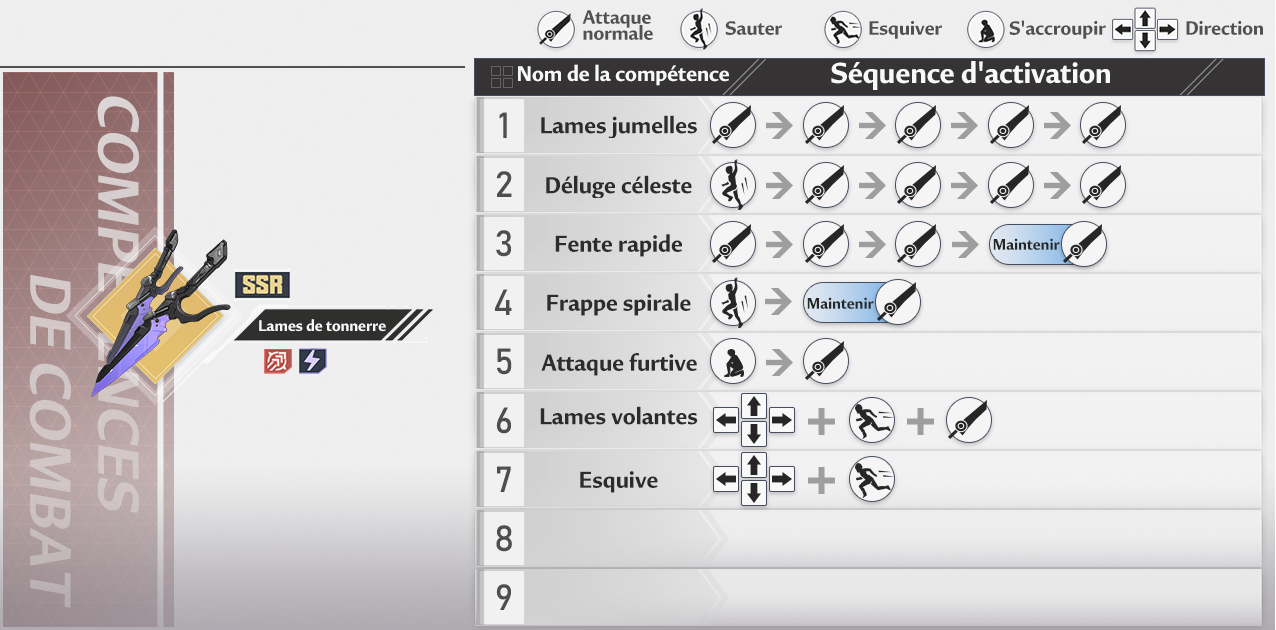 Attaque
normale
Sauter
Esquiver
S'accroupir
Direction
Nom de la compétence
Séquence d'activation
COMPÉTENCES
DE COMBAT
SSR
Lames de tonnerre
1 Lames jumelles
2 Déluge céleste
3 Fente rapide Maintenir
4 Frappe spirale Maintenir
5 Attaque furtive
6 Lames volantes
7 Esquive
8
9